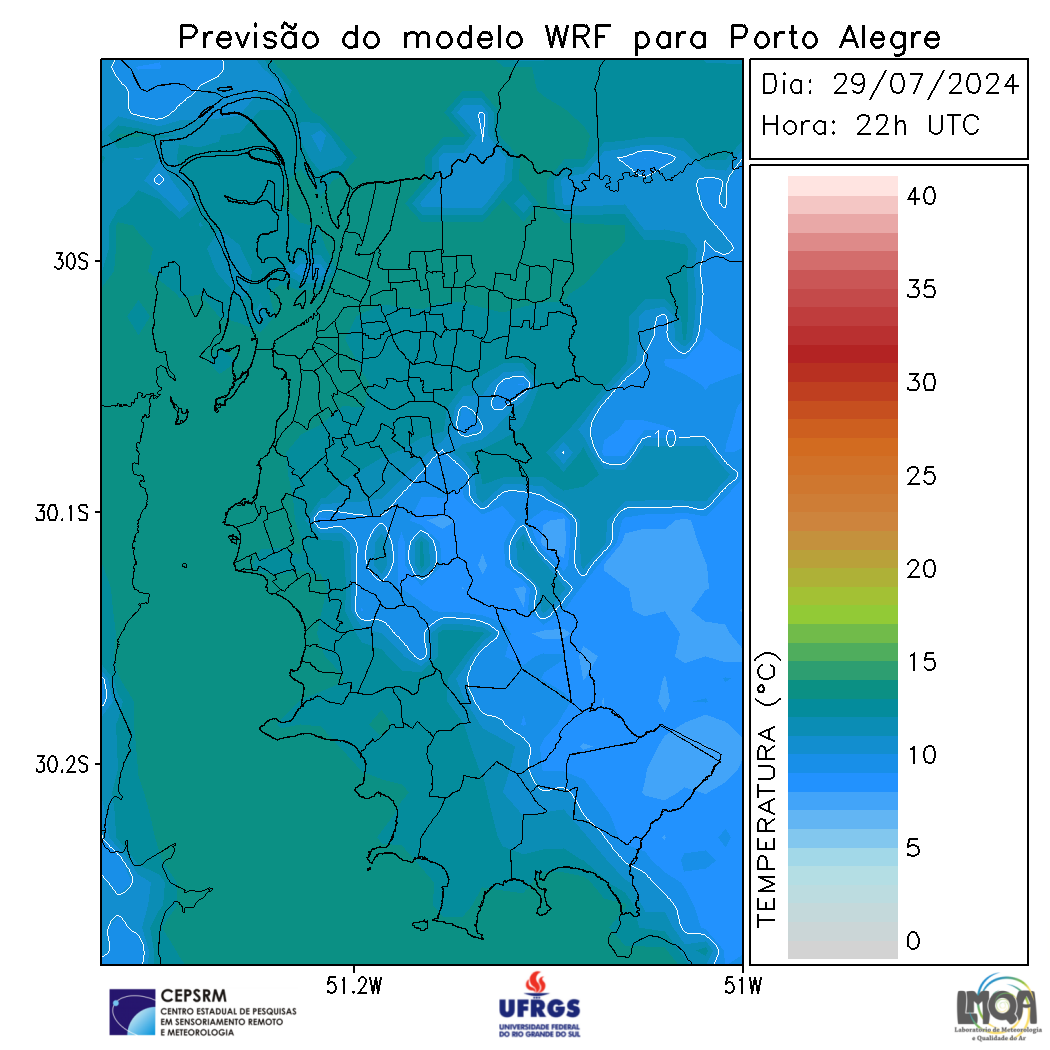 Previsão do modelo WRF para Porto Alegre
Dia: 29/07/2024
Hora: 22h UTC
40
35
30
25
20
15
10
5
0
TEMPERATURA (°C)
10
30S
30.1S
30.2S
51.2W
51W
CEPSRM
CENTRO ESTADUAL DE PESQUISAS
EM SENSORIAMENTO REMOTO
E METEOROLOGIA
UFRGS
UNIVERSIDADE FEDERAL
DO RIO GRANDE DO SUL
LMQA
Laboratório de Meteorologia
e Qualidade do Ar